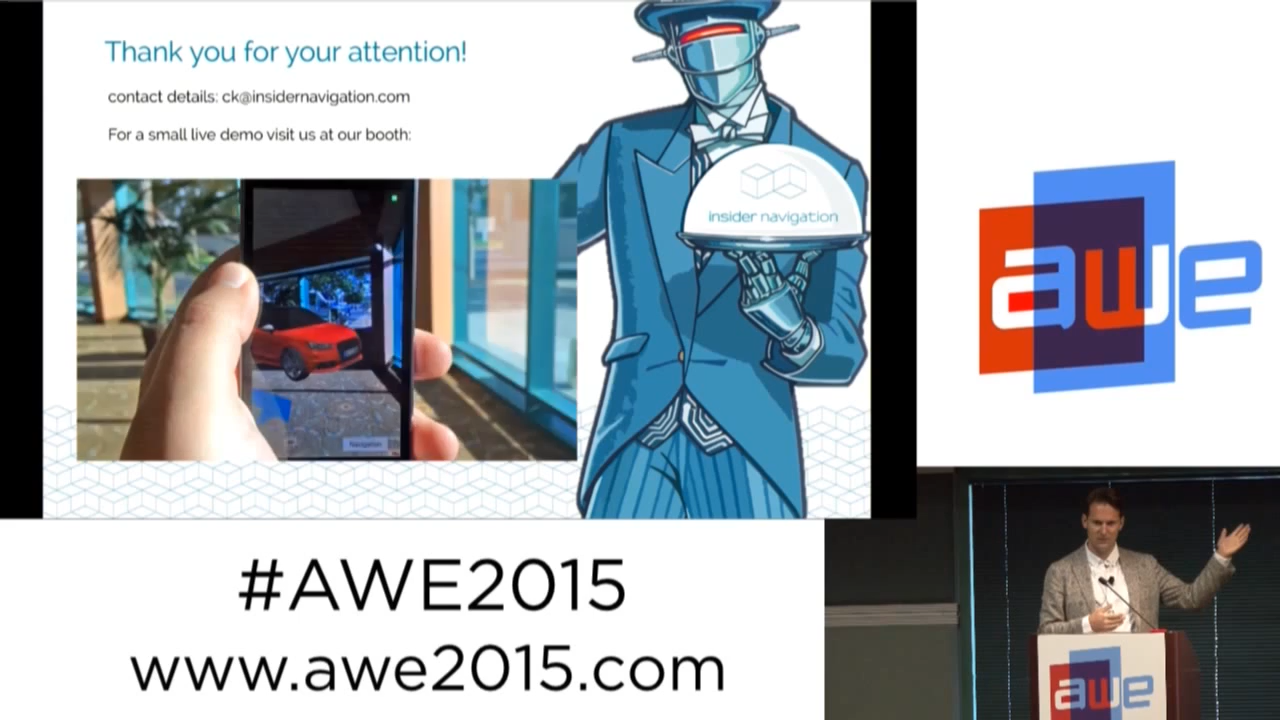 Thank you for your attention!
contact details: ck@insidernavigation.com
For a small live demo visit us at our booth:
insider navigation
Navigation
awe
#AWE2015
www.awe2015.com
awe